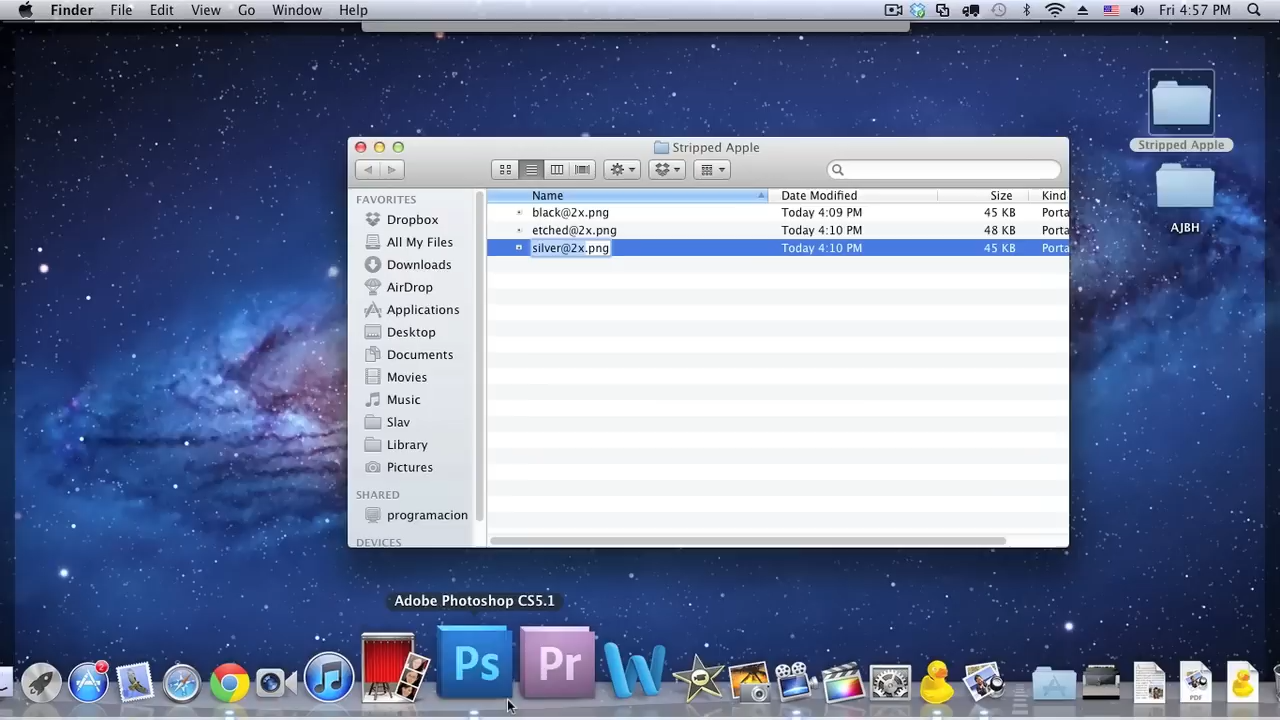 Finder File Edit View Go Window Help Fri 4:57 PM
Stripped Apple
Stripped Apple
AJBH
Name Date Modified Size Kind
black@2x.png Today 4:09 PM 45 KB Porta
etched@2x.png Today 4:10 PM 48 KB Porta
silver@2x.png Today 4:10 PM 45 KB Porta
FAVORITES
Dropbox
All My Files
Downloads
AirDrop
Applications
Desktop
Documents
Movies
Music
Slav
Library
Pictures
SHARED
programacion
DEVICES
Adobe Photoshop CS5.1
2
Ps Pr W
PDF